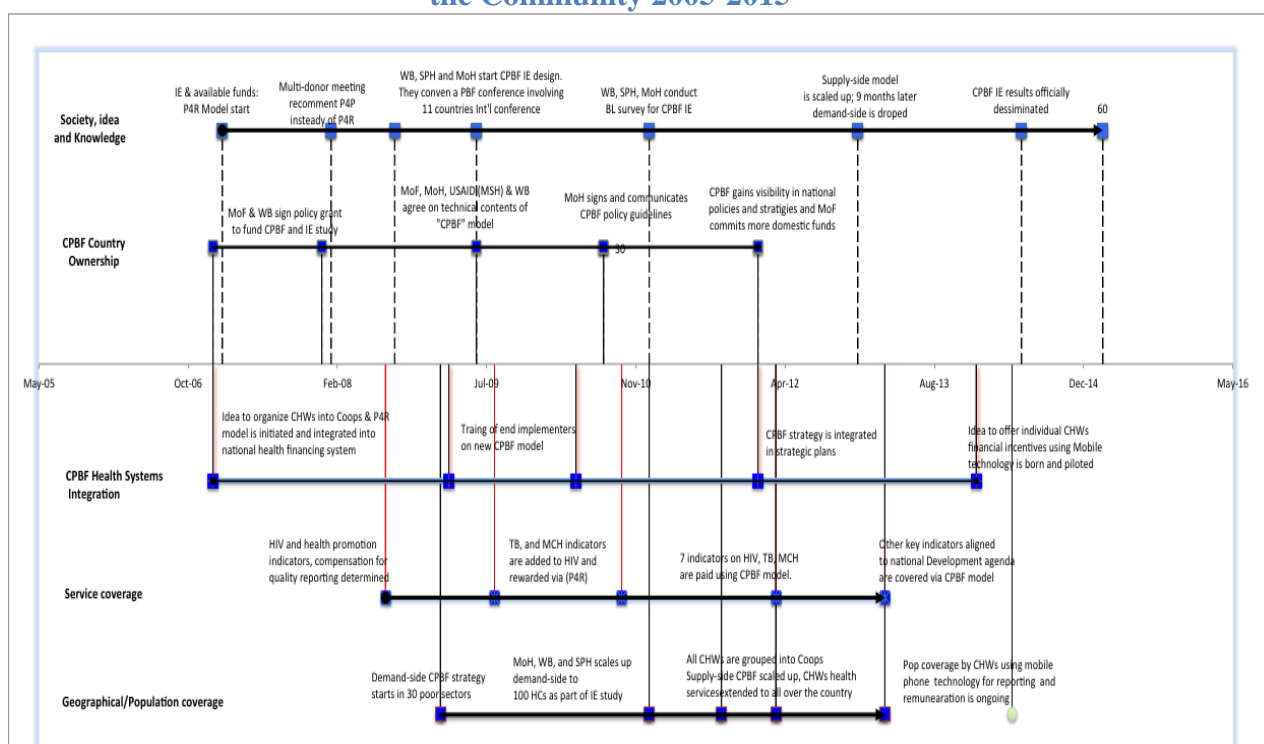 the Community 2005-2015
IE & available funds:
P4R Model start
Multi-donor meeting
recomment P4P
insteady of P4R
WB, SPH and MoH start CPBF IE design.
They conven a PBF conference involving
11 countries Int'l conference
WB, SPH, MoH conduct
BL survey for CPBF IE
Supply-side model
is scaled up; 9 months later
demand-side is droped
CPBF IE results officially
dessiminated
60
Society, idea
and Knowledge
MoF & WB sign policy grant
to fund CPBF and IE study
MoF, MoH, USAID (MSH) & WB
agree on technical contents of
"CPBF" model
MoH signs and communicates
CPBF policy guidelines
CPBF gains visibility in national
policies and stratigies and MoF
commits more domestic funds
CPBF Country
Ownership
30
May-05
Oct-06
Feb-08
Jul-09
Nov-10
Apr-12
Aug-13
Dec-14
May-16
Idea to organize CHWs into Coops & P4R
model is initiated and integrated into
national health financing system
Traing of end implementers
on new CPBF model
CPBF strategy is integrated
in strategic plans
Idea to offer individual CHWs
financial incentives using Mobile
technology is born and piloted
CPBF Health Systems
Integration
HIV and health promotion
indicators, compensation for
quality reporting determined
TB, and MCH indicators
are added to HIV and
rewarded via (P4R)
7 indicators on HIV, TB, MCH
are paid using CPBF model.
Other key indicators aligned
to national Development agenda
are covered via CPBF model
Service coverage
Demand-side CPBF strategy
starts in 30 poor sectors
MoH, WB, and SPH scales up
demand-side to
100 HCs as part of IE study
All CHWs are grouped into Coops
Supply-side CPBF scaled up, CHWs health
servicesextended to all over the country
Pop coverage by CHWs using mobile
phone technology for reporting and
remunearation is ongoing
Geographical/Population coverage